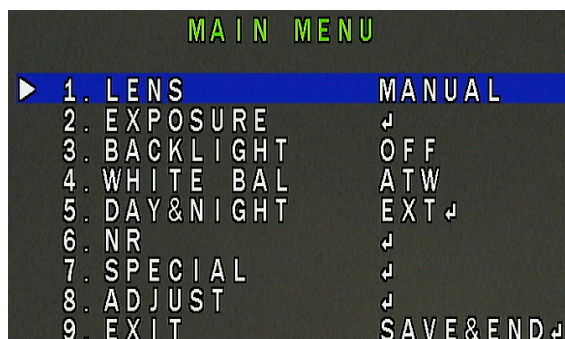 MAIN MENU
1. LENS MANUAL
2. EXPOSURE ↲
3. BACKLIGHT OFF
4. WHITE BAL ATW
5. DAY&NIGHT EXT↲
6. NR ↲
7. SPECIAL ↲
8. ADJUST ↲
9. EXIT SAVE&END↲